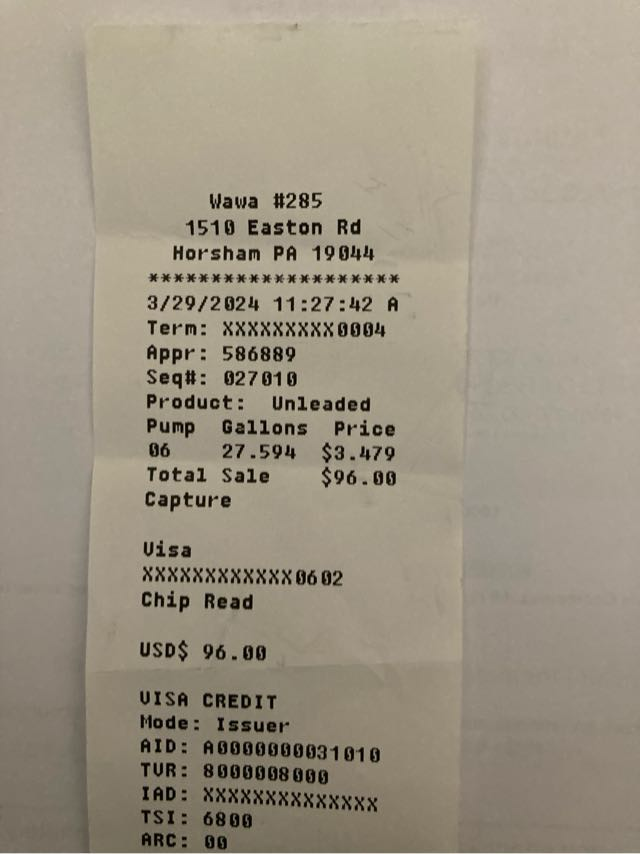 Wawa #285
1510 Easton Rd
Horsham PA 19044
********************
3/29/2024 11:27:42 A
Term: XXXXXXXXX0004
Appr: 586889
Seq#: 027010
Product: Unleaded
Pump Gallons Price
06 27.594 $3.479
Total Sale $96.00
Capture
Visa
XXXXXXXXXXXX0602
Chip Read
USD$ 96.00
VISA CREDIT
Mode: Issuer
AID: A0000000031010
TVR: 8000008000
IAD: XXXXXXXXXXXXXX
TSI: 6800
ARC: 00